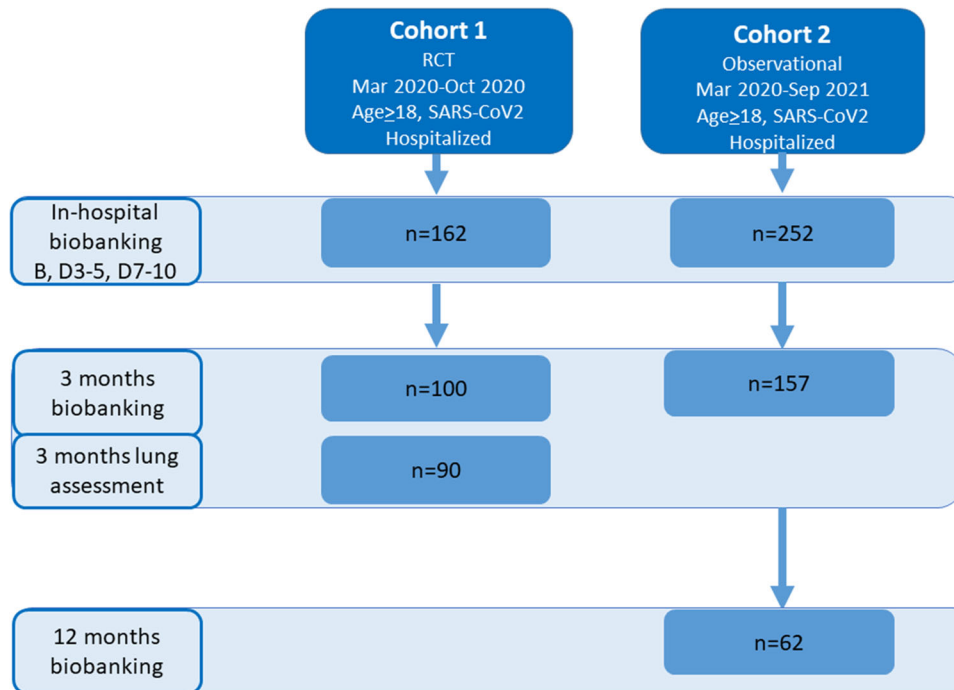 Cohort 1
RCT
Mar 2020-Oct 2020
Age≥18, SARS-CoV2
Hospitalized
Cohort 2
Observational
Mar 2020-Sep 2021
Age≥18, SARS-CoV2
Hospitalized
In-hospital
biobanking
B, D3-5, D7-10
n=162
n=252
3 months
biobanking
n=100
n=157
3 months lung
assessment
n=90
12 months
biobanking
n=62